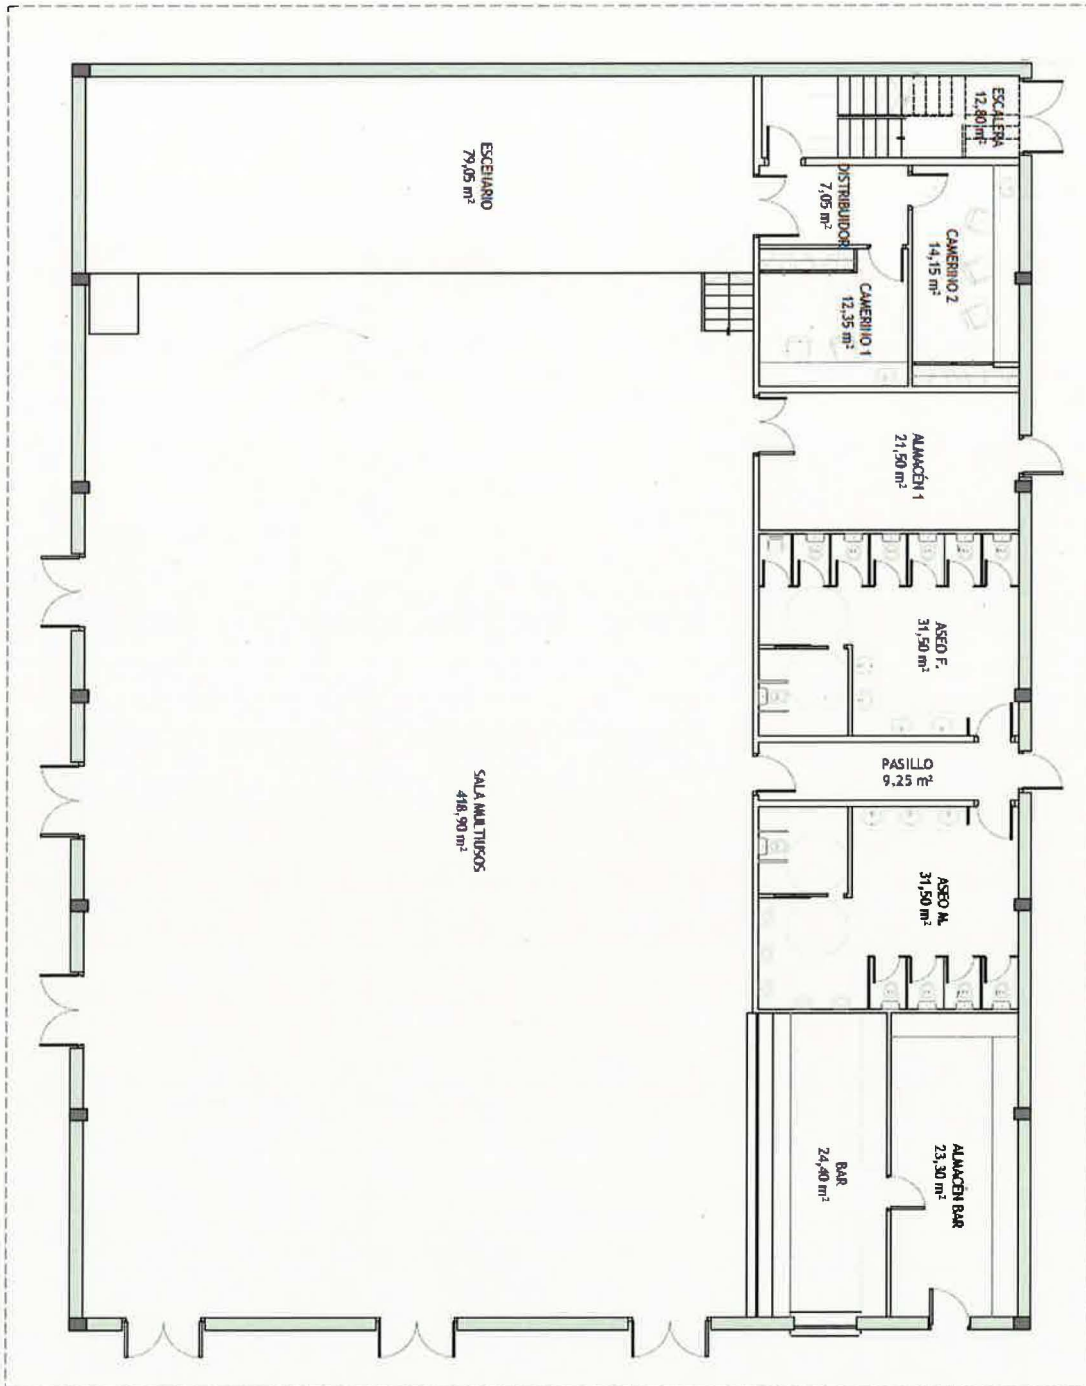 ESCALERA
12,80 m²
ESCENARIO
79,05 m²
DISTRIBUIDOR
7,05 m²
CAMERINO 2
14,15 m²
CAMERINO 1
12,35 m²
ALMACÉN 1
21,50 m²
ASEO F.
31,50 m²
PASILLO
9,25 m²
SALA MULTIUSOS
418,90 m²
ASEO M.
31,50 m²
BAR
24,40 m²
ALMACÉN BAR
23,30 m²